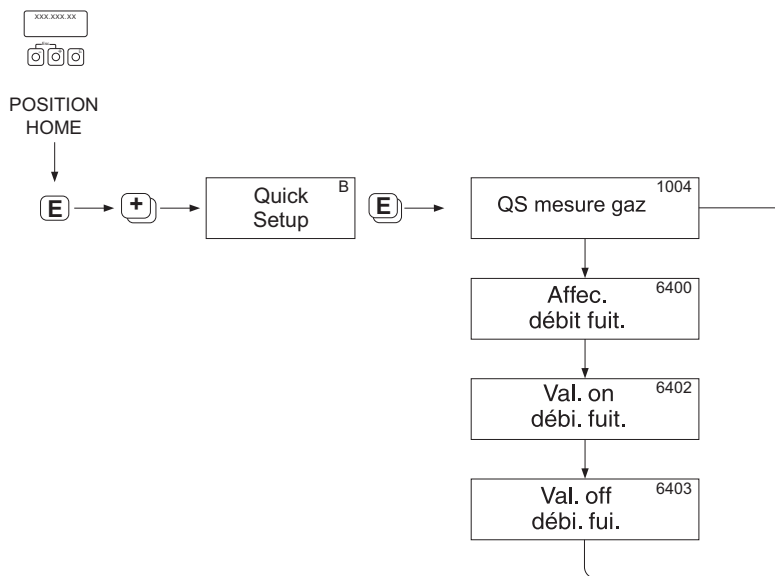 xxx.xxx.xx
Esc
E
- + E
POSITION
HOME
E
+
Quick
Setup
B
E
QS mesure gaz
1004
Affec.
débit fuit.
6400
Val. on
débi. fuit.
6402
Val. off
débi. fui.
6403